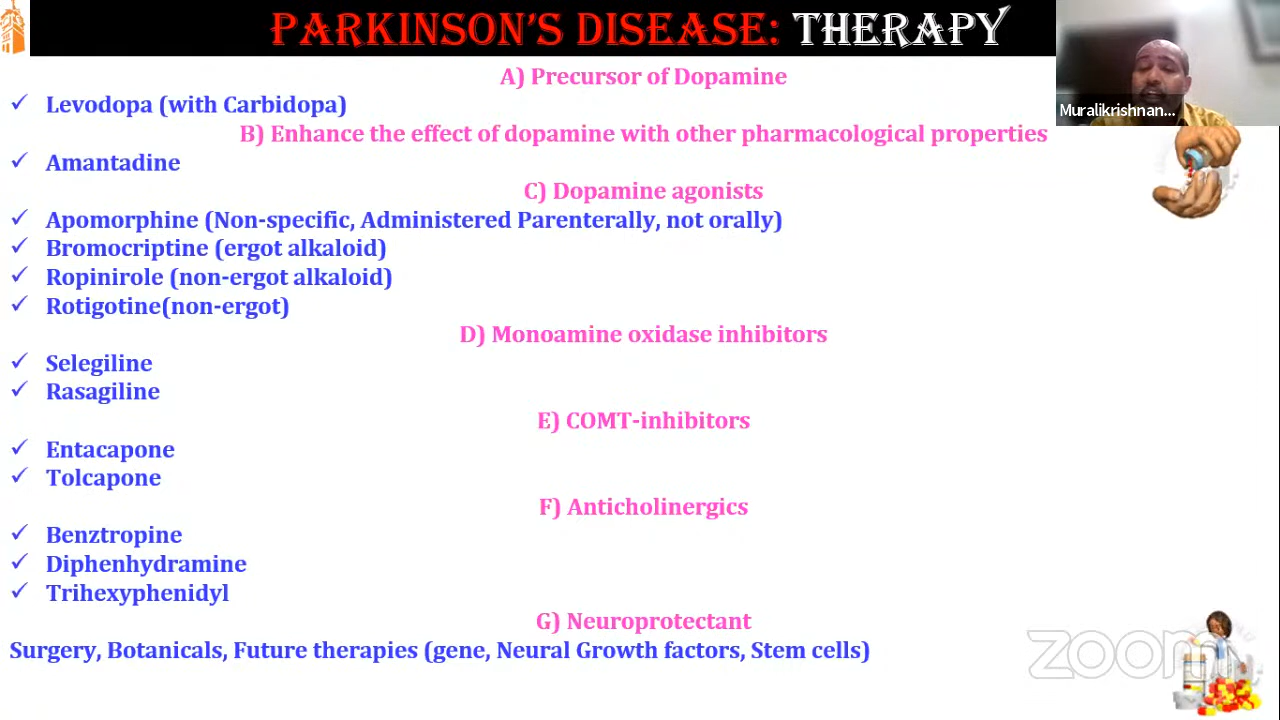 PARKINSON'S DISEASE: THERAPY
Muralikrishnan...
A) Precursor of Dopamine
✓ Levodopa (with Carbidopa)
B) Enhance the effect of dopamine with other pharmacological properties
✓ Amantadine
C) Dopamine agonists
✓ Apomorphine (Non-specific, Administered Parenterally, not orally)
✓ Bromocriptine (ergot alkaloid)
✓ Ropinirole (non-ergot alkaloid)
✓ Rotigotine(non-ergot)
D) Monoamine oxidase inhibitors
✓ Selegiline
✓ Rasagiline
E) COMT-inhibitors
✓ Entacapone
✓ Tolcapone
F) Anticholinergics
✓ Benztropine
✓ Diphenhydramine
✓ Trihexyphenidyl
G) Neuroprotectant
Surgery, Botanicals, Future therapies (gene, Neural Growth factors, Stem cells)
zoom